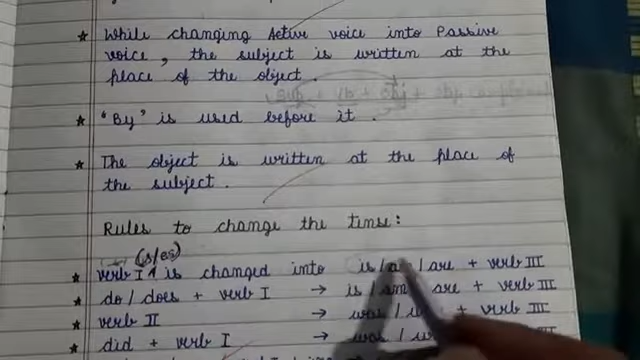 ★ While changing Active voice into Passive
voice, the subject is written at the
place of the object.
★ "By" is used before it.
★ The object is written at the place of
the subject.
Rules to change the tense:
(s/es)
★ verb I ^ is changed into is/am/are + verb III
★ do/does + verb I → is/am/are + verb III
★ verb II → was / + verb III
★ did + verb I → was /